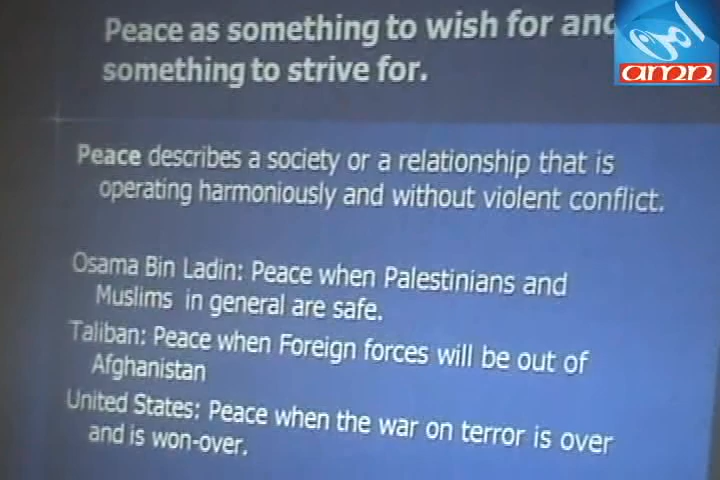 Peace as something to wish for and
something to strive for.
amn
Peace describes a society or a relationship that is
operating harmoniously and without violent conflict.
Osama Bin Ladin: Peace when Palestinians and
Muslims in general are safe.
Taliban: Peace when Foreign forces will be out of
Afghanistan
United States: Peace when the war on terror is over
and is won-over.